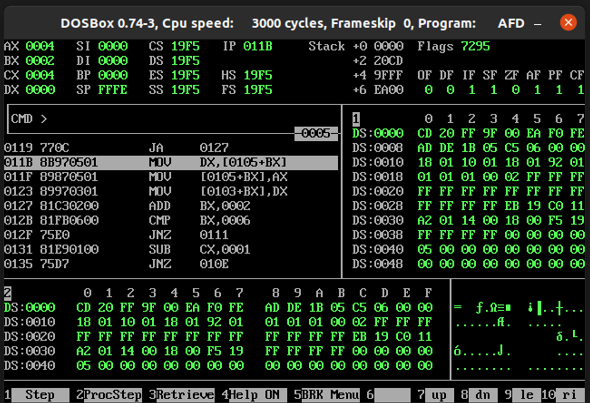 DOSBox 0.74-3, Cpu speed: 3000 cycles, Frameskip 0, Program: AFD
AX 0004 SI 0000 CS 19F5 IP 011B Stack +0 0000 Flags 7295
BX 0002 DI 0000 DS 19F5 +2 20CD
CX 0004 BP 0000 ES 19F5 HS 19F5 +4 9FFF OF DF IF SF ZF AF PF CF
DX 0000 SP FFFE SS 19F5 FS 19F5 +6 EA00 0 0 1 1 0 1 1 1
CMD >
0005
1 0 1 2 3 4 5 6 7
DS:0000 CD 20 FF 9F 00 EA F0 FE
0119 770C JA 0127 DS:0008 AD DE 1B 05 C5 06 00 00
011B 8B970501 MOV DX,[0105+BX] DS:0010 18 01 10 01 18 01 92 01
011F 89870501 MOV [0105+BX],AX DS:0018 01 01 01 00 02 FF FF FF
0123 89970301 MOV [0103+BX],DX DS:0020 FF FF FF FF FF FF FF FF
0127 81C30200 ADD BX,0002 DS:0028 FF FF FF FF EB 19 C0 11
012B 81FB0600 CMP BX,0006 DS:0030 A2 01 14 00 18 00 F5 19
012F 75E0 JNZ 0111 DS:0038 FF FF FF FF 00 00 00 00
0131 81E90100 SUB CX,0001 DS:0040 05 00 00 00 00 00 00 00
0135 75D7 JNZ 010E DS:0048 00 00 00 00 00 00 00 00
2 0 1 2 3 4 5 6 7 8 9 A B C D E F
DS:0000 CD 20 FF 9F 00 EA F0 FE AD DE 1B 05 C5 06 00 00
DS:0010 18 01 10 01 18 01 92 01 01 01 01 00 02 FF FF FF
DS:0020 FF FF FF FF FF FF FF FF FF FF FF FF EB 19 C0 11
DS:0030 A2 01 14 00 18 00 F5 19 FF FF FF FF 00 00 00 00
DS:0040 05 00 00 00 00 00 00 00 00 00 00 00 00 00 00 00
1 Step 2 ProcStep 3 Retrieve 4 Help ON 5 BRK Menu 6 7 up 8 dn 9 le 10 ri